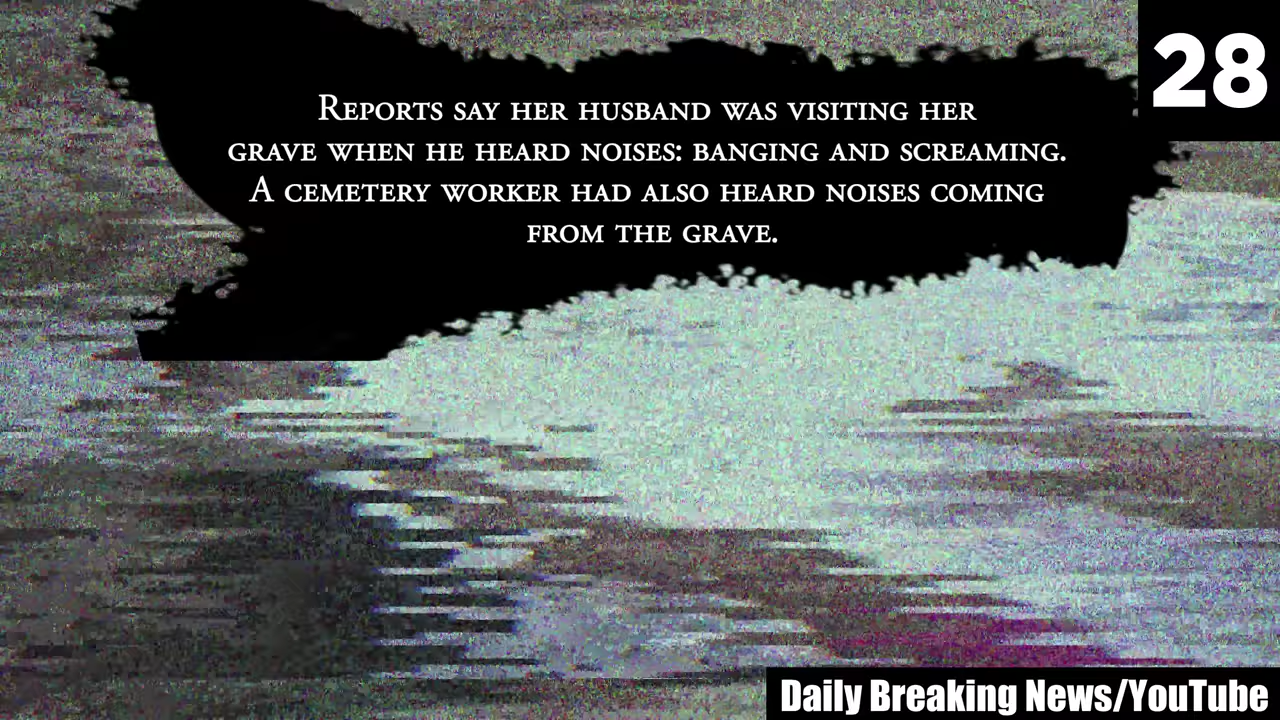 28
Reports say her husband was visiting her
grave when he heard noises: banging and screaming.
A cemetery worker had also heard noises coming
from the grave.
Daily Breaking News/YouTube